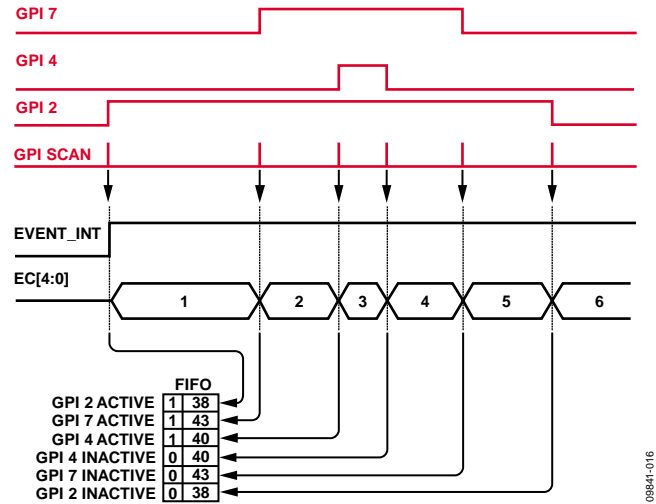 GPI 7
GPI 4
GPI 2
GPI SCAN
EVENT_INT
EC[4:0]
1 2 3 4 5 6
FIFO
GPI 2 ACTIVE 1 38
GPI 7 ACTIVE 1 43
GPI 4 ACTIVE 1 40
GPI 4 INACTIVE 0 40
GPI 7 INACTIVE 0 43
GPI 2 INACTIVE 0 38
09841-016